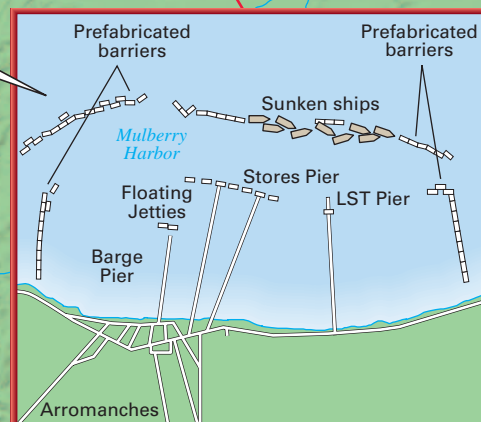 Prefabricated
barriers
Prefabricated
barriers
Sunken ships
Mulberry
Harbor
Stores Pier
Floating
Jetties
LST Pier
Barge
Pier
Arromanches